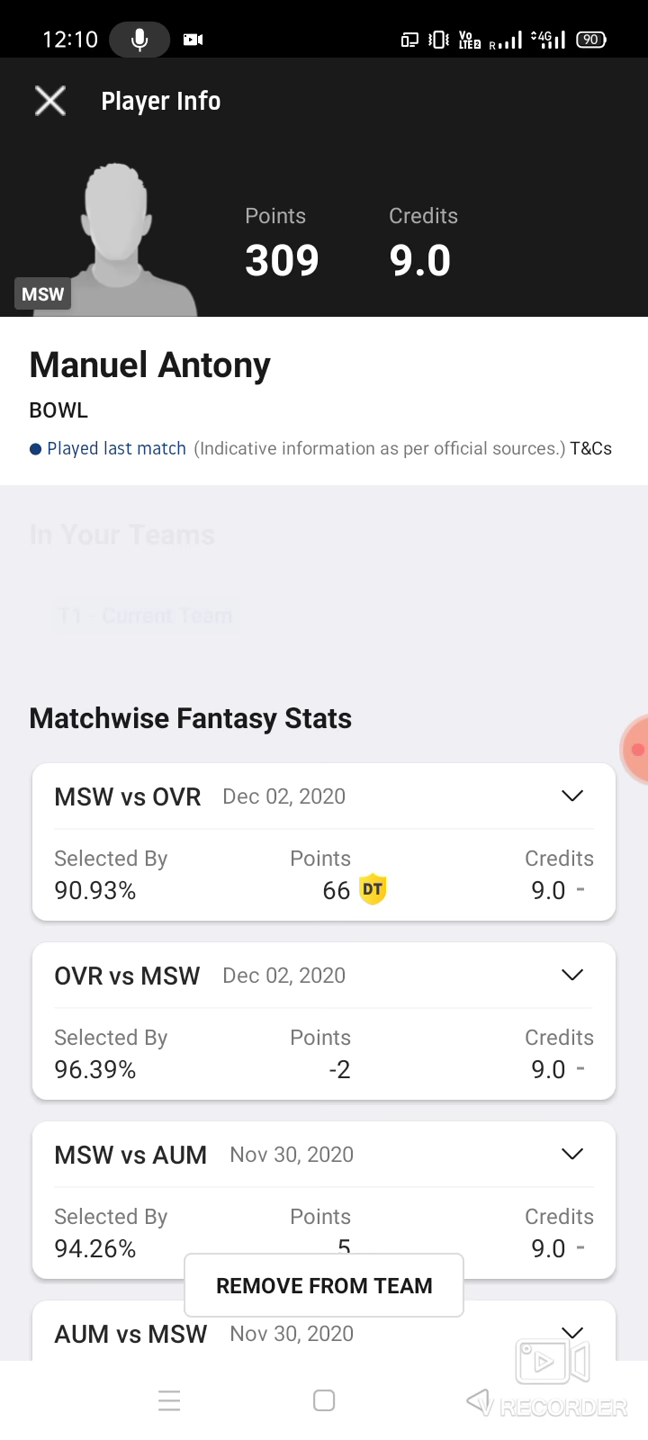 12:10 Vo LTE2 R 4G 90
Player Info
Points Credits
309 9.0
MSW
Manuel Antony
BOWL
Played last match (Indicative information as per official sources.) T&Cs
In Your Teams
T1 - Current Team
Matchwise Fantasy Stats
MSW vs OVR Dec 02, 2020
Selected By Points Credits
90.93% 66 DT 9.0 -
OVR vs MSW Dec 02, 2020
Selected By Points Credits
96.39% -2 9.0 -
MSW vs AUM Nov 30, 2020
Selected By Points Credits
94.26% 5 9.0 -
REMOVE FROM TEAM
AUM vs MSW Nov 30, 2020
V RECORDER